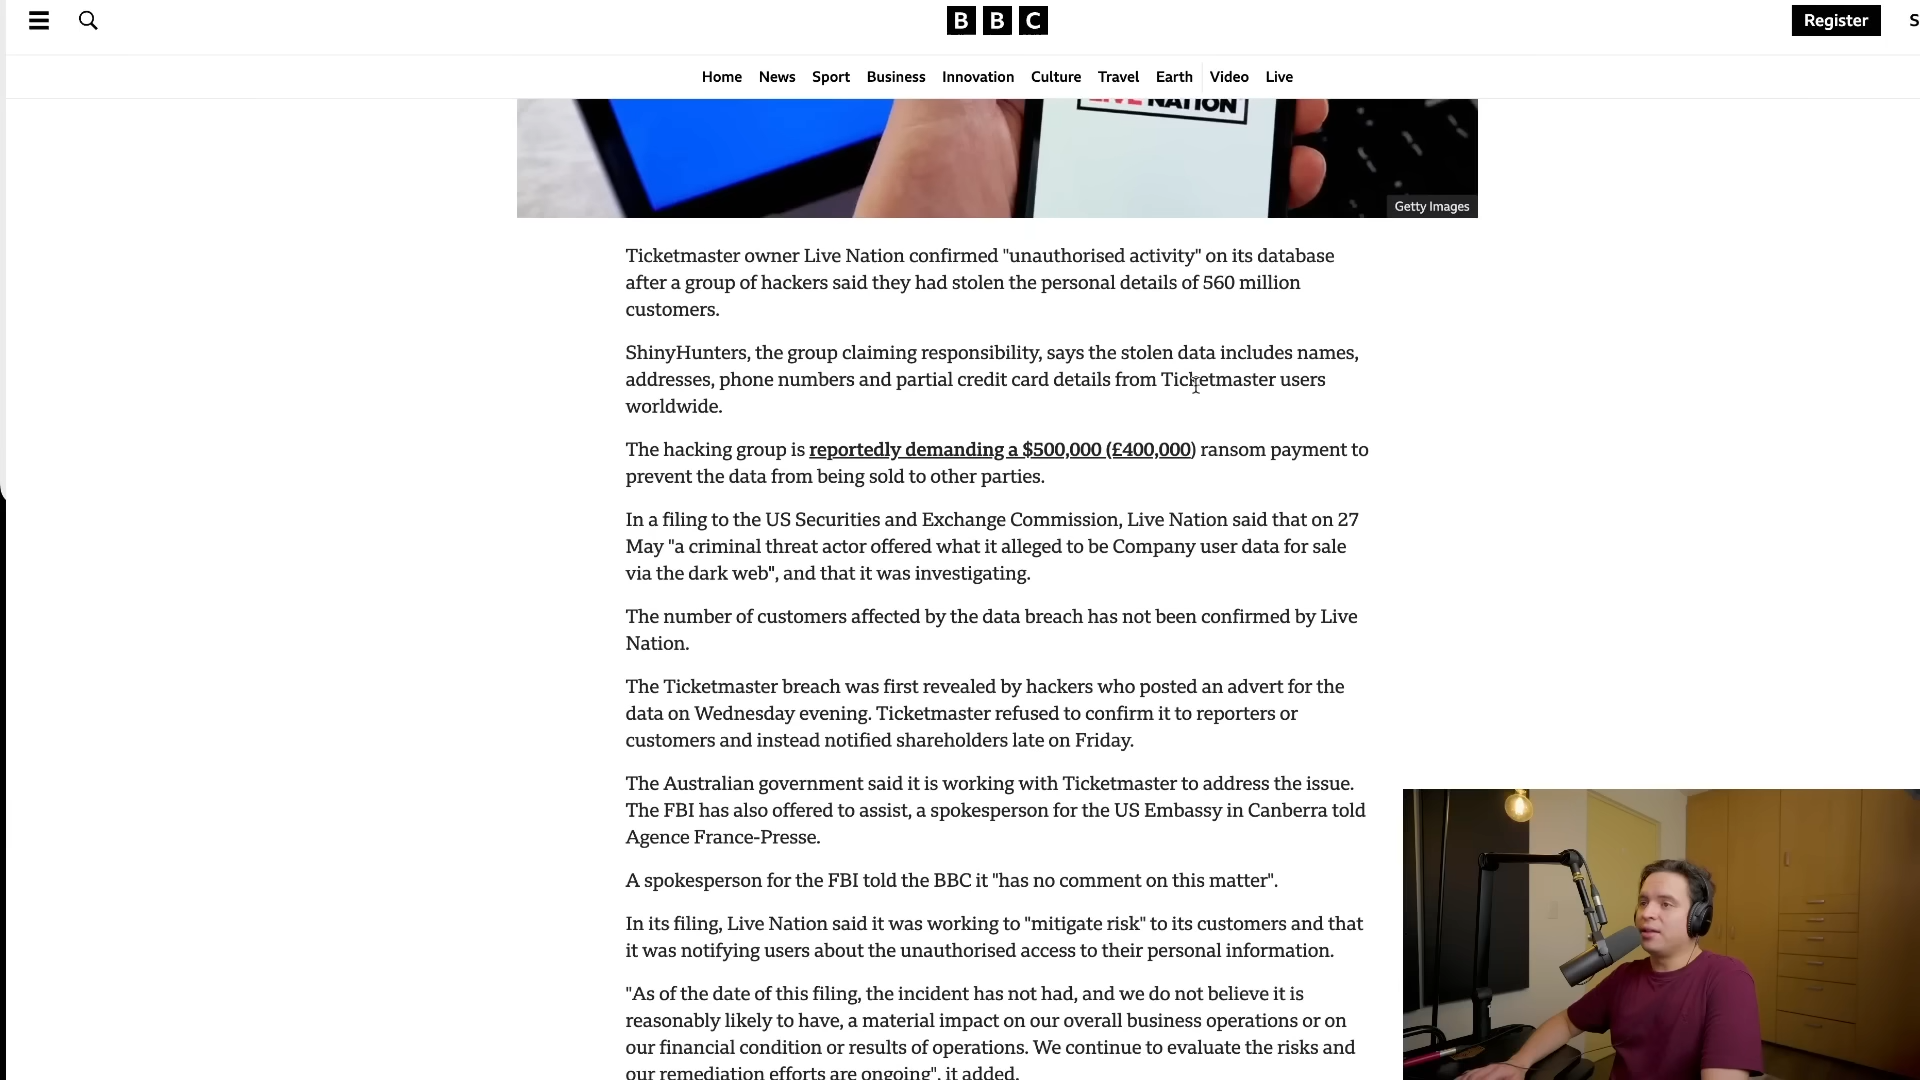 BBC
Register
S
Home News Sport Business Innovation Culture Travel Earth Video Live
LIVE NATION
Getty Images
Ticketmaster owner Live Nation confirmed "unauthorised activity" on its database
after a group of hackers said they had stolen the personal details of 560 million
customers.
ShinyHunters, the group claiming responsibility, says the stolen data includes names,
addresses, phone numbers and partial credit card details from Ticketmaster users
worldwide.
The hacking group is reportedly demanding a $500,000 (£400,000) ransom payment to
prevent the data from being sold to other parties.
In a filing to the US Securities and Exchange Commission, Live Nation said that on 27
May "a criminal threat actor offered what it alleged to be Company user data for sale
via the dark web", and that it was investigating.
The number of customers affected by the data breach has not been confirmed by Live
Nation.
The Ticketmaster breach was first revealed by hackers who posted an advert for the
data on Wednesday evening. Ticketmaster refused to confirm it to reporters or
customers and instead notified shareholders late on Friday.
The Australian government said it is working with Ticketmaster to address the issue.
The FBI has also offered to assist, a spokesperson for the US Embassy in Canberra told
Agence France-Presse.
A spokesperson for the FBI told the BBC it "has no comment on this matter".
In its filing, Live Nation said it was working to "mitigate risk" to its customers and that
it was notifying users about the unauthorised access to their personal information.
"As of the date of this filing, the incident has not had, and we do not believe it is
reasonably likely to have, a material impact on our overall business operations or on
our financial condition or results of operations. We continue to evaluate the risks and
our remediation efforts are ongoing", it added.